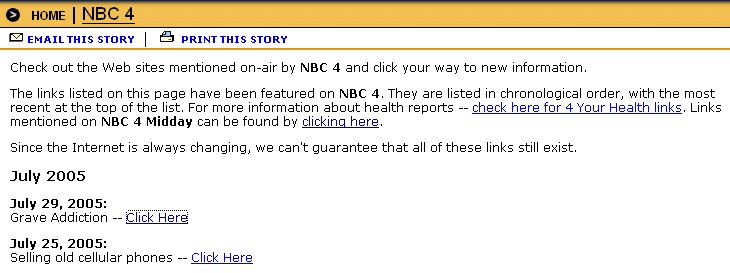 HOME | NBC 4
EMAIL THIS STORY | PRINT THIS STORY
Check out the Web sites mentioned on-air by NBC 4 and click your way to new information.
The links listed on this page have been featured on NBC 4. They are listed in chronological order, with the most
recent at the top of the list. For more information about health reports -- check here for 4 Your Health links. Links
mentioned on NBC 4 Midday can be found by clicking here.
Since the Internet is always changing, we can't guarantee that all of these links still exist.
July 2005
July 29, 2005:
Grave Addiction -- Click Here
July 25, 2005:
Selling old cellular phones -- Click Here